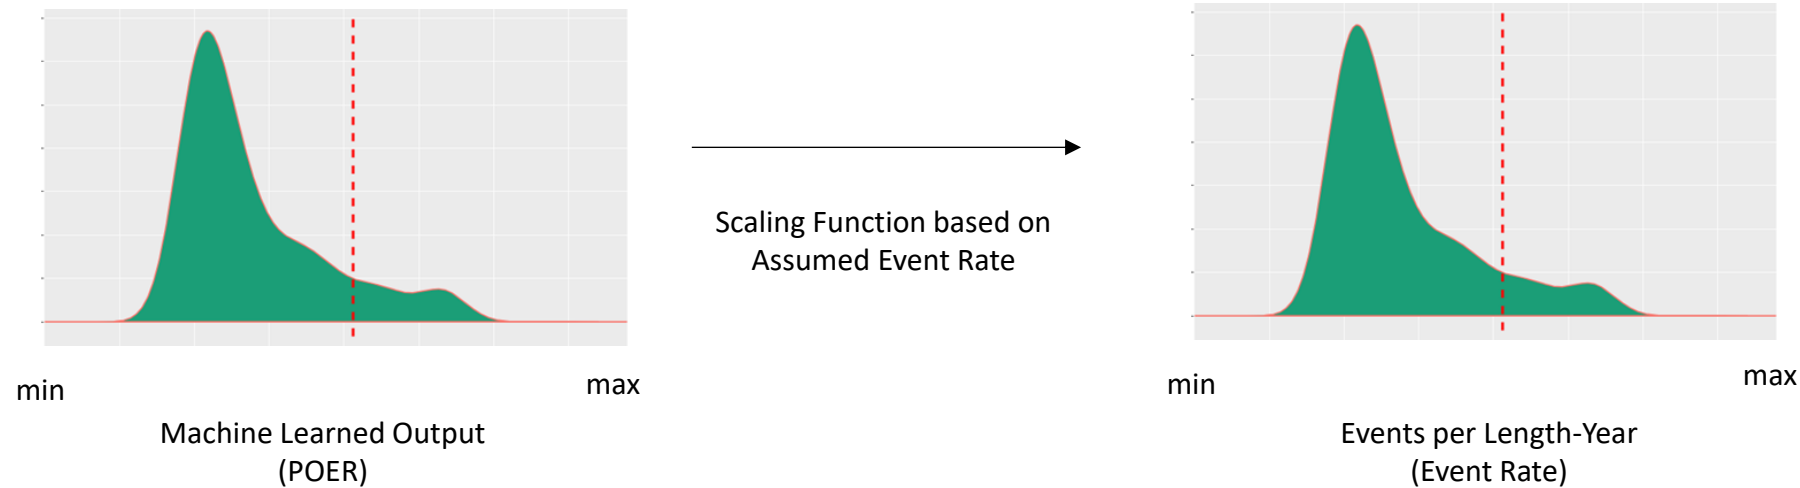 min
max
Machine Learned Output
(POER)
Scaling Function based on
Assumed Event Rate
min
max
Events per Length-Year
(Event Rate)